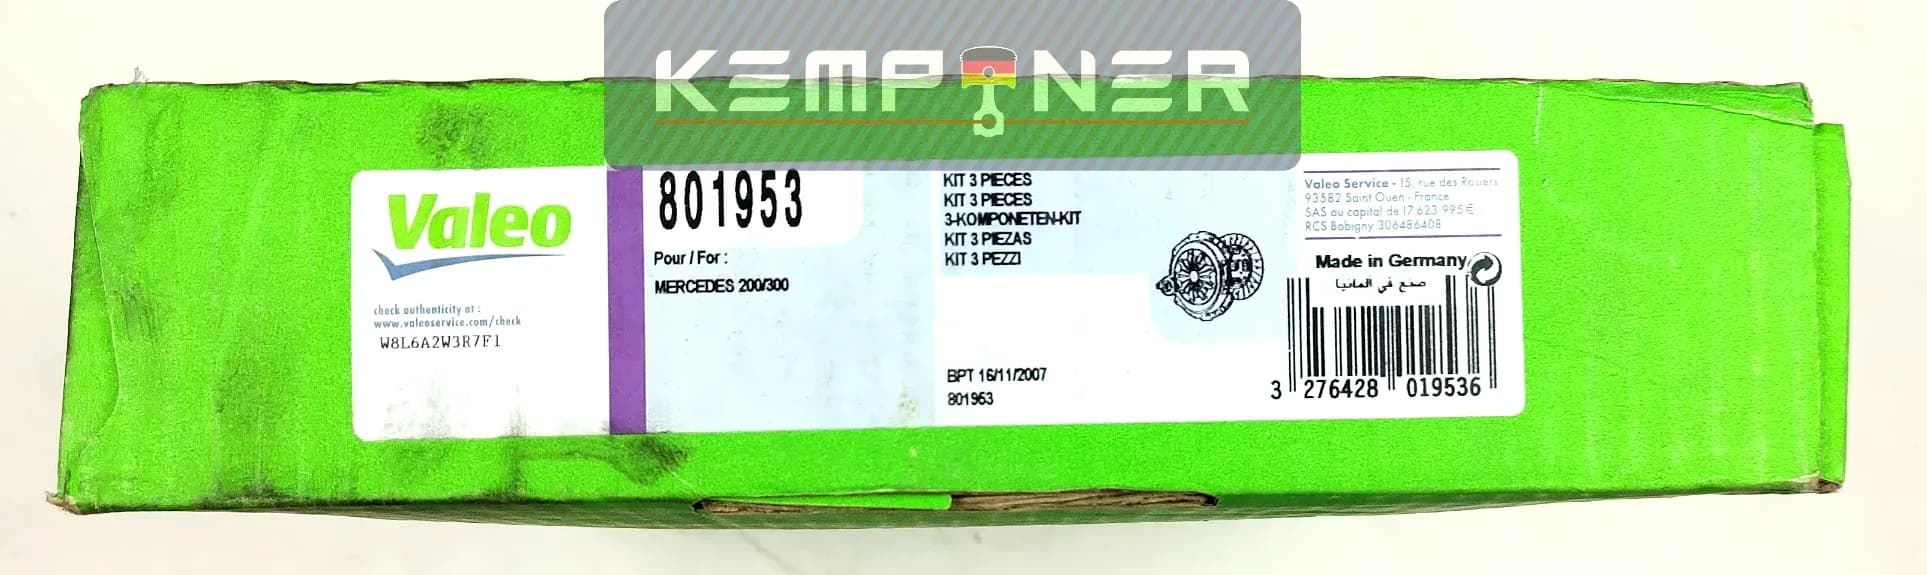 KEMPINER
Valeo
check authenticity at :
www.valeoservice.com/check
W8L6A2W3R7F1
801953
Pour / For :
MERCEDES 200/300
KIT 3 PIECES
KIT 3 PIECES
3-KOMPONETEN-KIT
KIT 3 PIEZAS
KIT 3 PEZZI
BPT 16/11/2007
801953
Valeo Service - 15, rue des Rosiers
93582 Saint Ouen - France
SAS au capital de 17.623.995€
RCS Bobigny 306486408
Made in Germany
صنع في المانيا
3 276428 019536